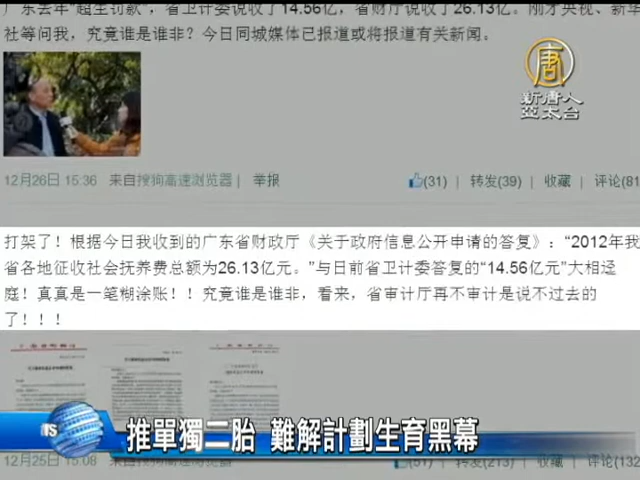 广东去年"超生罚款"，省卫计委说收了14.56亿，省财厅说收了26.13亿。刚才央视、新华
社等问我，究竟谁是谁非？今日同城媒体已报道或将报道有关新闻。
唐
新唐人
亞太台
12月26日 15:36 来自搜狗高速浏览器 | 举报
(31) | 转发(39) | 收藏 | 评论(81
打架了！根据今日我收到的广东省财政厅《关于政府信息公开申请的答复》："2012年我
省各地征收社会抚养费总额为26.13亿元。"与日前省卫计委答复的"14.56亿元"大相迳
庭！真真是一笔糊涂账！！究竟谁是谁非，看来，省审计厅再不审计是说不过去的
了！！！
推單獨二胎 難解計劃生育黑幕
12月25日 15:08 来自搜狗高速浏览器
(51) 转发(213) 收藏 评论(132